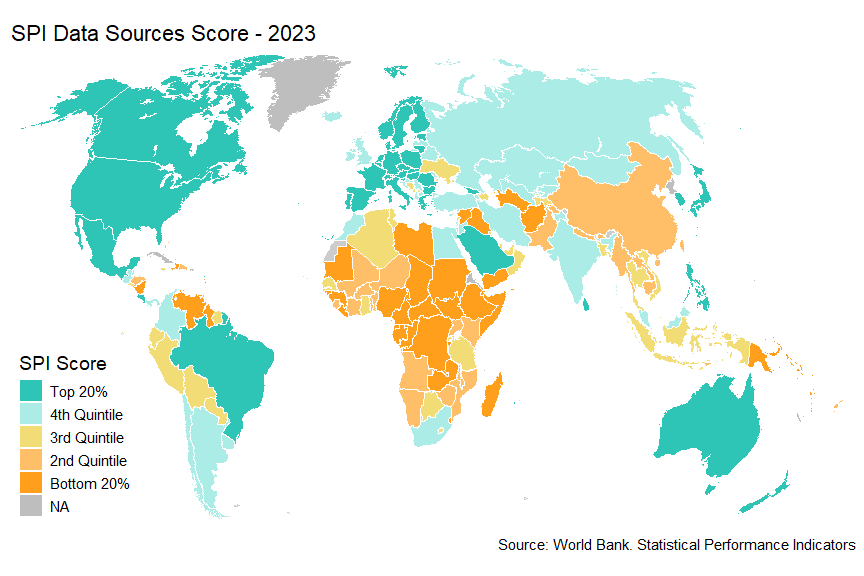 SPI Data Sources Score - 2023
SPI Score
Top 20%
4th Quintile
3rd Quintile
2nd Quintile
Bottom 20%
NA
Source: World Bank. Statistical Performance Indicators